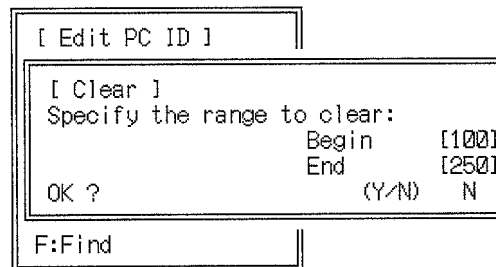 [ Edit PC ID ]
[ Clear ]
Specify the range to clear:
Begin [100]
End [250]
OK ? (Y/N) N
F:Find